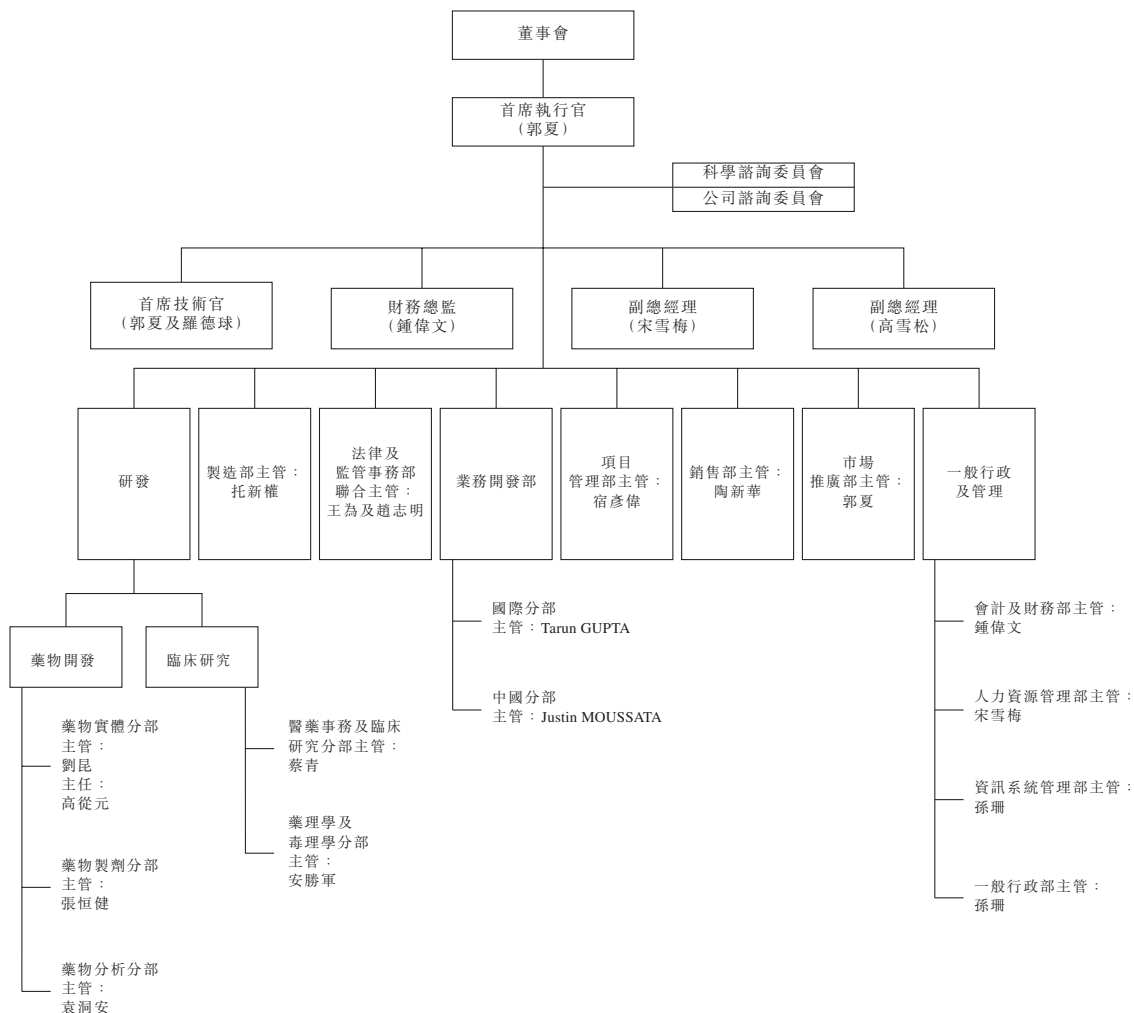 董事會
首席執行官
(郭夏)
科學諮詢委員會
公司諮詢委員會
首席技術官
(郭夏及羅德球)
財務總監
(鍾偉文)
副總經理
(宋雪梅)
副總經理
(高雪松)
研發
製造部主管：
托新權
法律及
監管事務部
聯合主管：
王為及趙志明
業務開發部
項目
管理部主管：
宿彥偉
銷售部主管：
陶新華
市場
推廣部主管：
郭夏
一般行政
及管理
藥物開發
臨床研究
藥物實體分部
主管：
劉昆
主任：
高從元
藥物製劑分部
主管：
張恒健
藥物分析分部
主管：
袁洞安
醫藥事務及臨床
研究分部主管：
蔡青
藥理學及
毒理學分部
主管：
安勝軍
國際分部
主管：Tarun GUPTA
中國分部
主管：Justin MOUSSATA
會計及財務部主管：
鍾偉文
人力資源管理部主管：
宋雪梅
資訊系統管理部主管：
孫珊
一般行政部主管：
孫珊